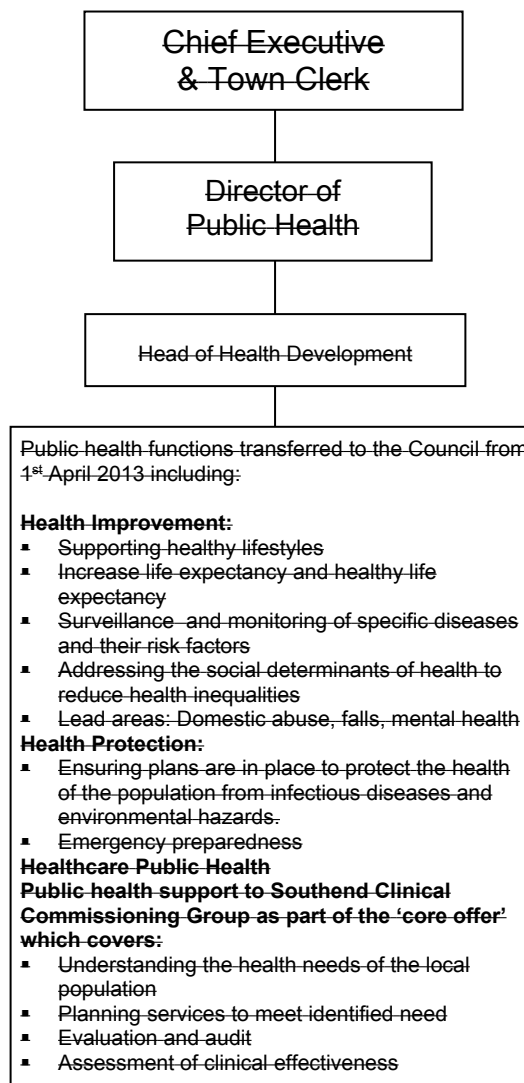 Chief Executive
& Town Clerk
Director of
Public Health
Head of Health Development
Public health functions transferred to the Council from
1st April 2013 including:
Health Improvement:
▪ Supporting healthy lifestyles
▪ Increase life expectancy and healthy life
expectancy
▪ Surveillance and monitoring of specific diseases
and their risk factors
▪ Addressing the social determinants of health to
reduce health inequalities
▪ Lead areas: Domestic abuse, falls, mental health
Health Protection:
▪ Ensuring plans are in place to protect the health
of the population from infectious diseases and
environmental hazards.
▪ Emergency preparedness
Healthcare Public Health
Public health support to Southend Clinical
Commissioning Group as part of the ‘core offer’
which covers:
▪ Understanding the health needs of the local
population
▪ Planning services to meet identified need
▪ Evaluation and audit
▪ Assessment of clinical effectiveness